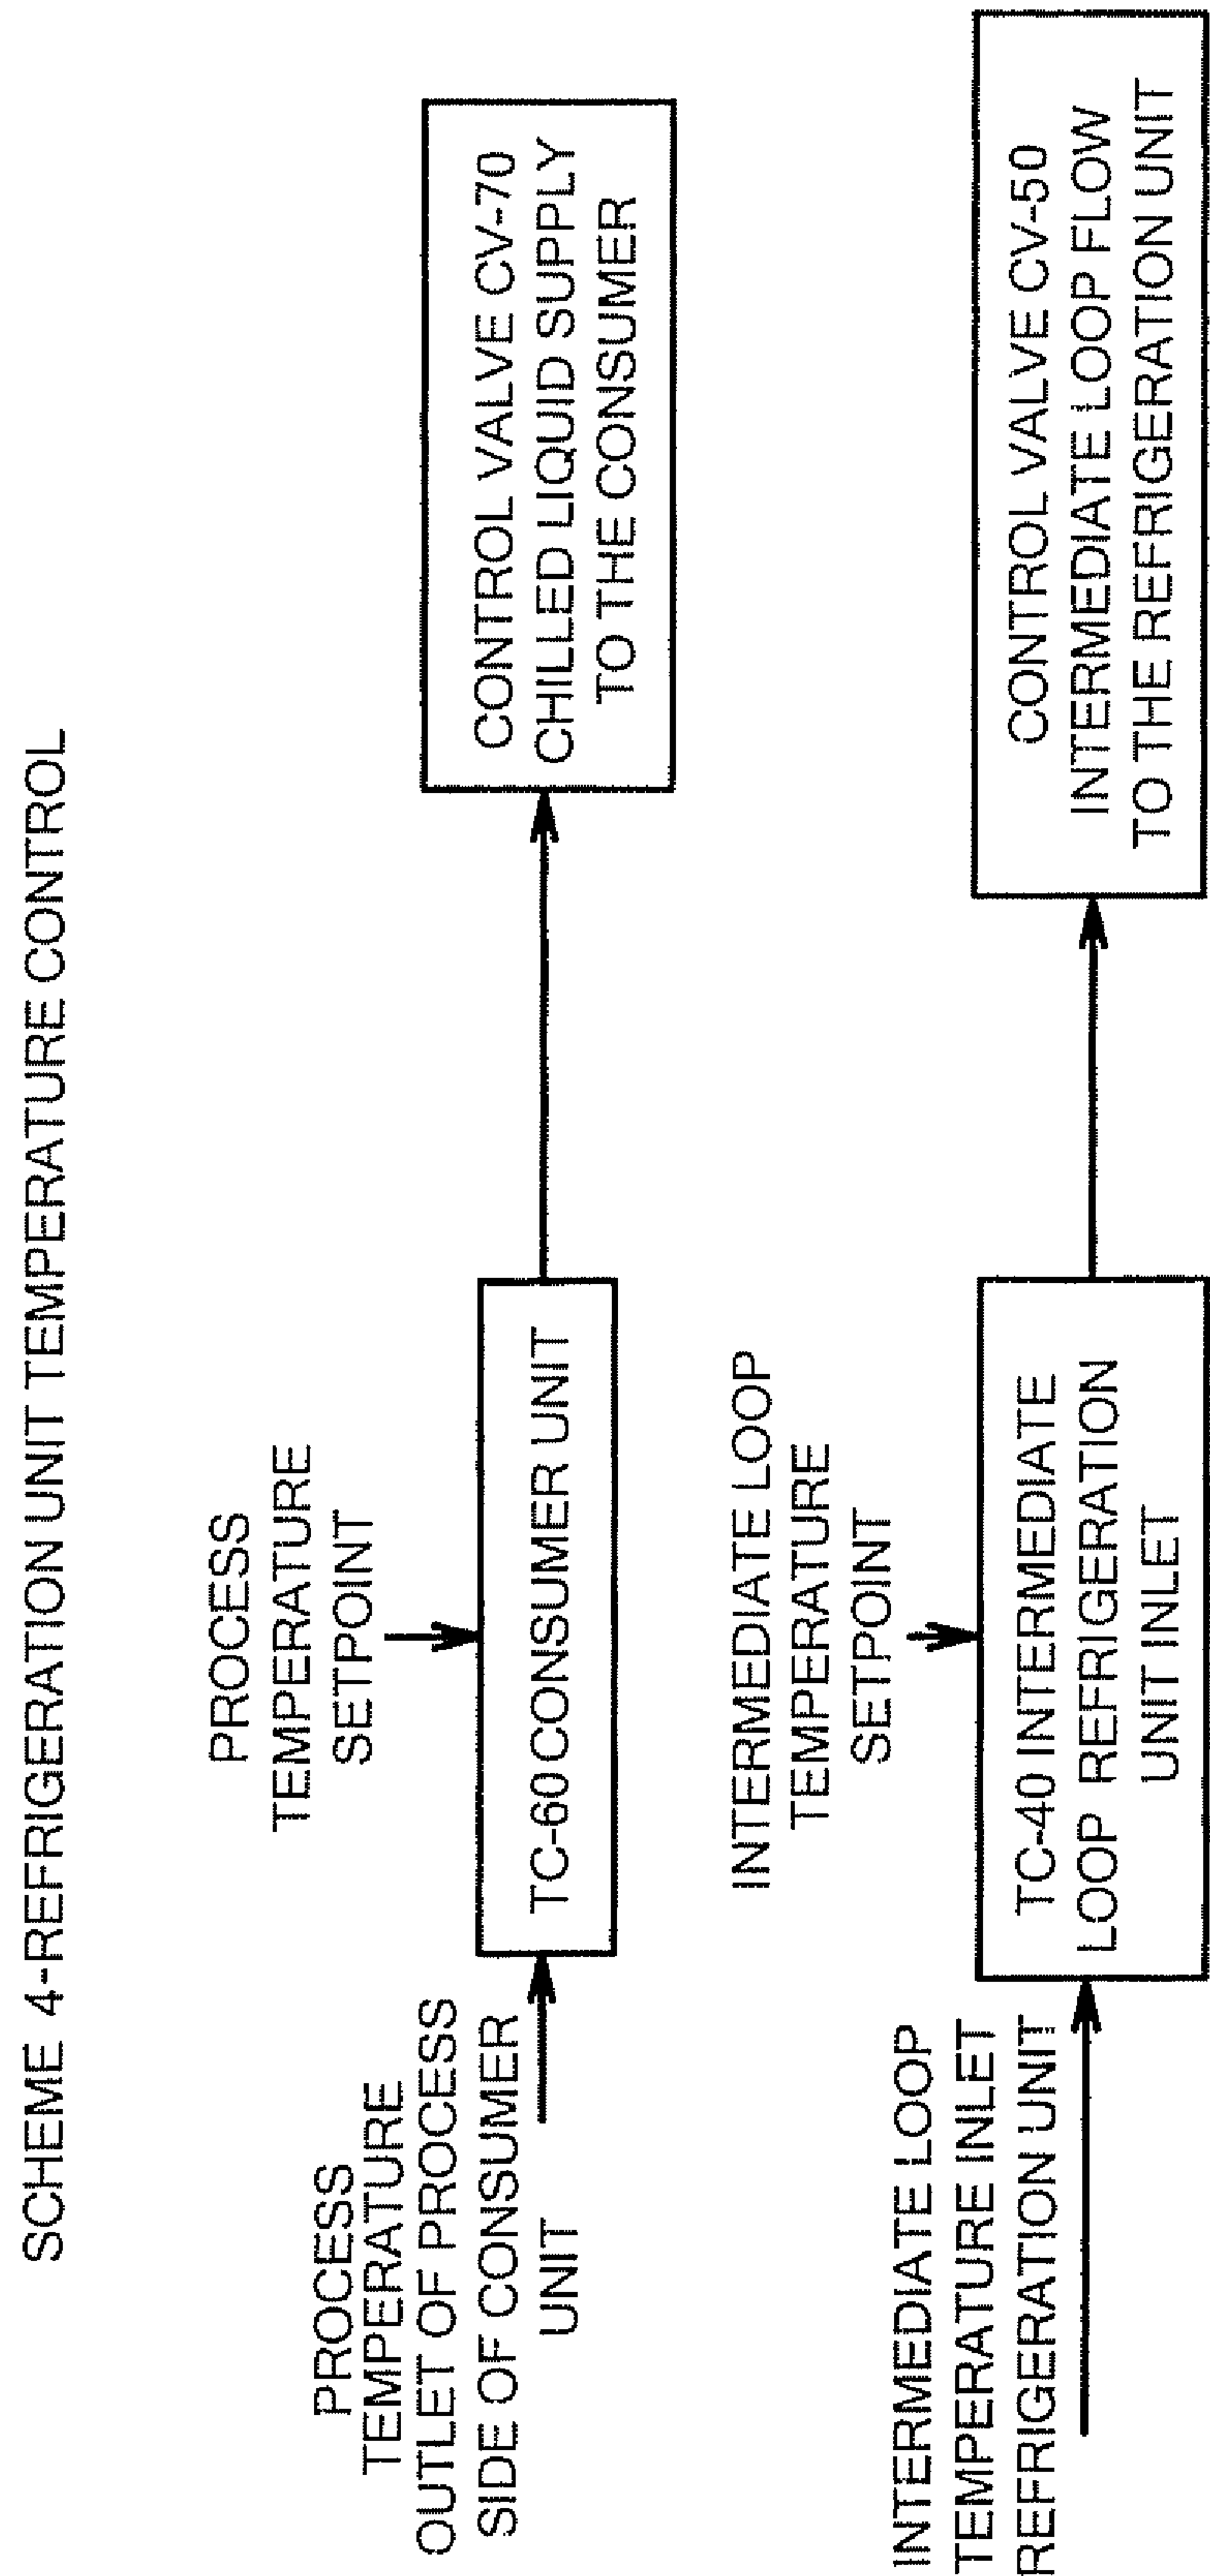 SCHEME 4-REFRIGERATION UNIT TEMPERATURE CONTROL
PROCESS
TEMPERATURE
OUTLET OF PROCESS
SIDE OF CONSUMER
UNIT
PROCESS
TEMPERATURE
SETPOINT
TC-60 CONSUMER UNIT
CONTROL VALVE CV-70
CHILLED LIQUID SUPPLY
TO THE CONSUMER
INTERMEDIATE LOOP
TEMPERATURE INLET
REFRIGERATION UNIT
INTERMEDIATE LOOP
TEMPERATURE
SETPOINT
TC-40 INTERMEDIATE
LOOP REFRIGERATION
UNIT INLET
CONTROL VALVE CV-50
INTERMEDIATE LOOP FLOW
TO THE REFRIGERATION UNIT